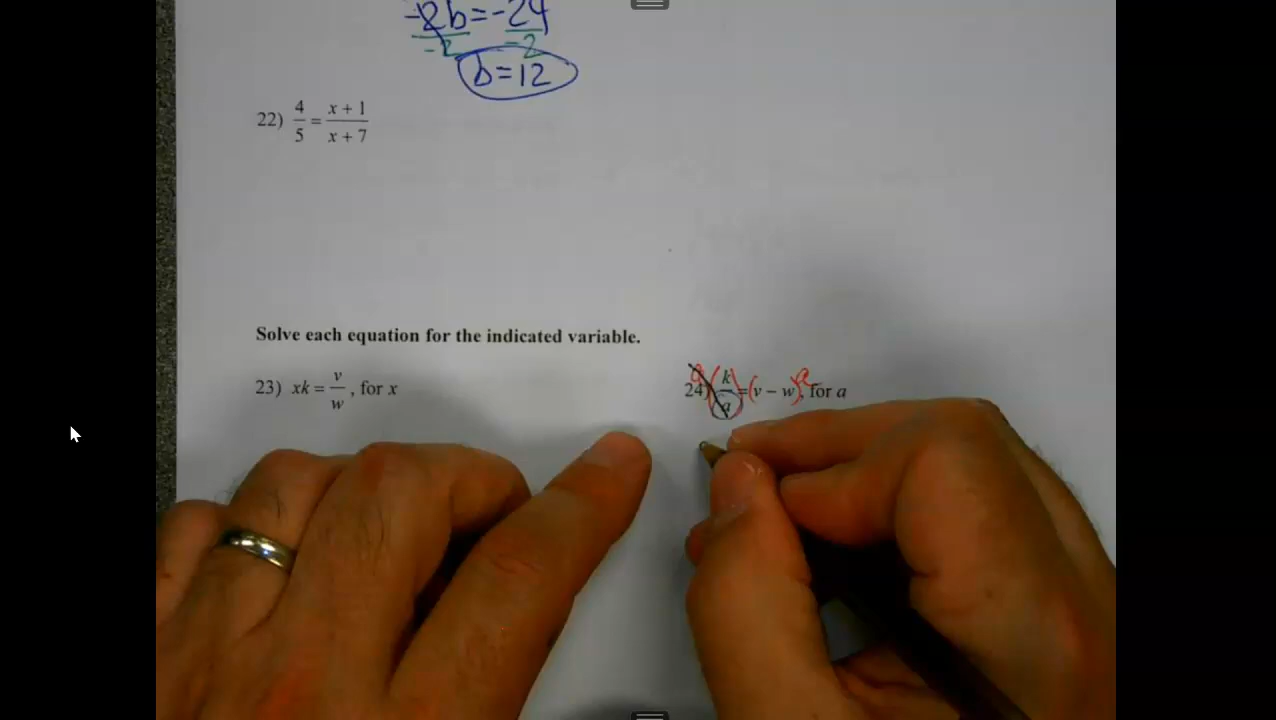 -2b = -24
-2 -2
b = 12
22) 4/5 = x + 1/x + 7
Solve each equation for the indicated variable.
23) xk = v/w , for x
24) a(k/a) = (v - w)a, for a